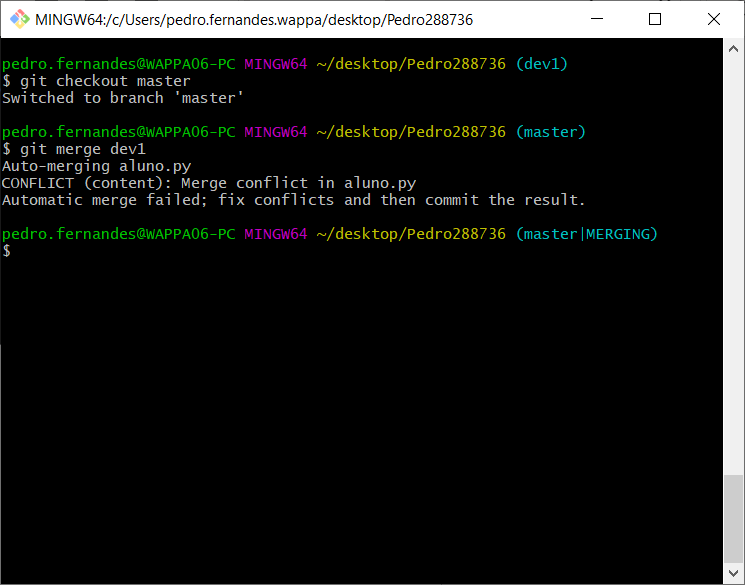 MINGW64:/c/Users/pedro.fernandes.wappa/desktop/Pedro288736
pedro.fernandes@WAPPA06-PC MINGW64 ~/desktop/Pedro288736 (dev1)
$ git checkout master
Switched to branch 'master'
pedro.fernandes@WAPPA06-PC MINGW64 ~/desktop/Pedro288736 (master)
$ git merge dev1
Auto-merging aluno.py
CONFLICT (content): Merge conflict in aluno.py
Automatic merge failed; fix conflicts and then commit the result.
pedro.fernandes@WAPPA06-PC MINGW64 ~/desktop/Pedro288736 (master|MERGING)
$